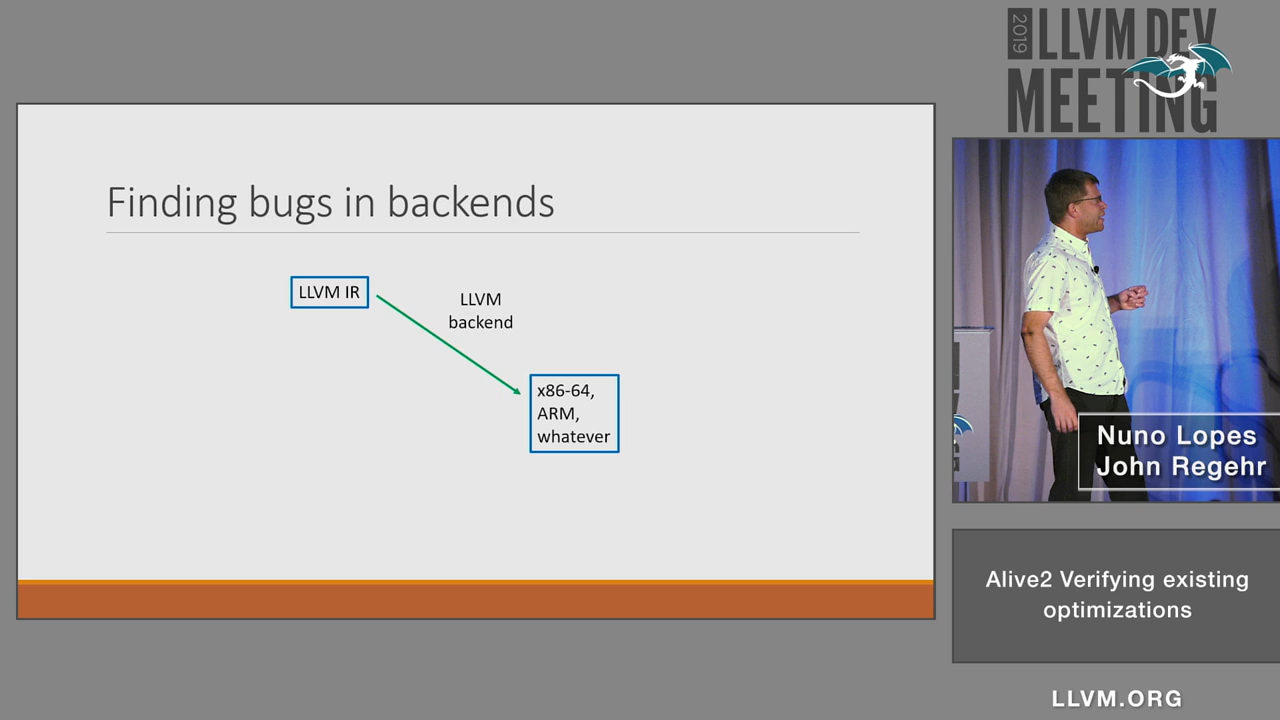 2019
LLVM DEV
MEETING
Finding bugs in backends
LLVM IR
LLVM
backend
x86-64,
ARM,
whatever
Nuno Lopes
John Regehr
Alive2 Verifying existing
optimizations
LLVM.ORG